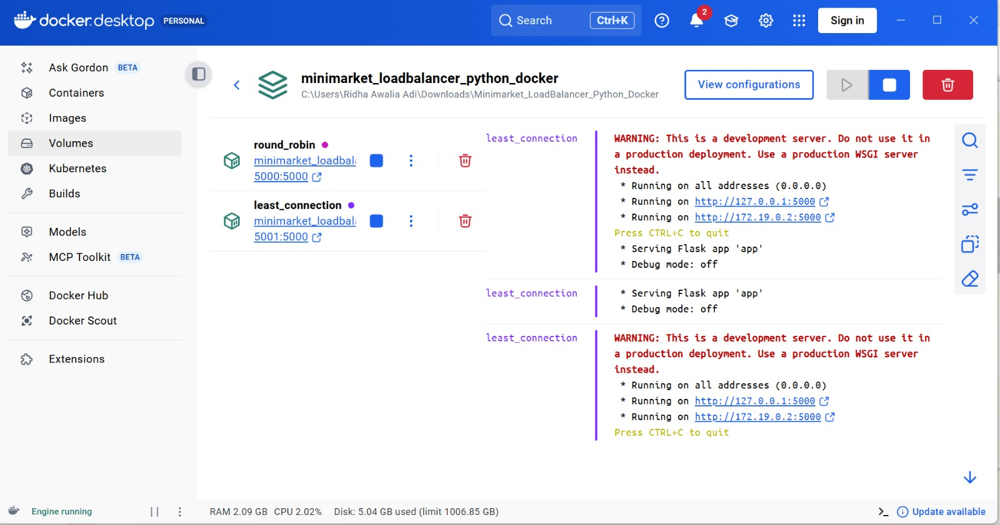 docker.desktop PERSONAL
Search Ctrl+K
2
Sign in
Ask Gordon BETA
Containers
Images
Volumes
Kubernetes
Builds
Models
MCP Toolkit BETA
Docker Hub
Docker Scout
Extensions
minimarket_loadbalancer_python_docker
C:\Users\Ridha Awalia Adi\Downloads\Minimarket_LoadBalancer_Python_Docker
View configurations
round_robin
minimarket_loadbal
5000:5000
least_connection
minimarket_loadbal
5001:5000
least_connection
WARNING: This is a development server. Do not use it in
a production deployment. Use a production WSGI server
instead.
* Running on all addresses (0.0.0.0)
* Running on http://127.0.0.1:5000
* Running on http://172.19.0.2:5000
Press CTRL+C to quit
* Serving Flask app 'app'
* Debug mode: off
least_connection
* Serving Flask app 'app'
* Debug mode: off
least_connection
WARNING: This is a development server. Do not use it in
a production deployment. Use a production WSGI server
instead.
* Running on all addresses (0.0.0.0)
* Running on http://127.0.0.1:5000
* Running on http://172.19.0.2:5000
Press CTRL+C to quit
Engine running
RAM 2.09 GB CPU 2.02% Disk: 5.04 GB used (limit 1006.85 GB)
Update available